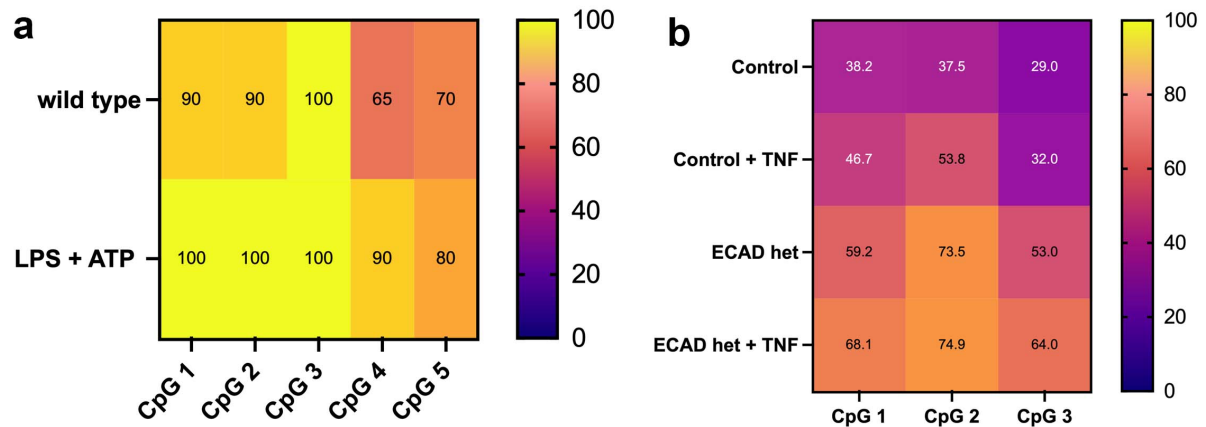 a
wild type 90 90 100 65 70
LPS + ATP 100 100 100 90 80
CpG 1 CpG 2 CpG 3 CpG 4 CpG 5
100
80
60
40
20
0
b
Control 38.2 37.5 29.0
Control + TNF 46.7 53.8 32.0
ECAD het 59.2 73.5 53.0
ECAD het + TNF 68.1 74.9 64.0
CpG 1 CpG 2 CpG 3
100
80
60
40
20
0